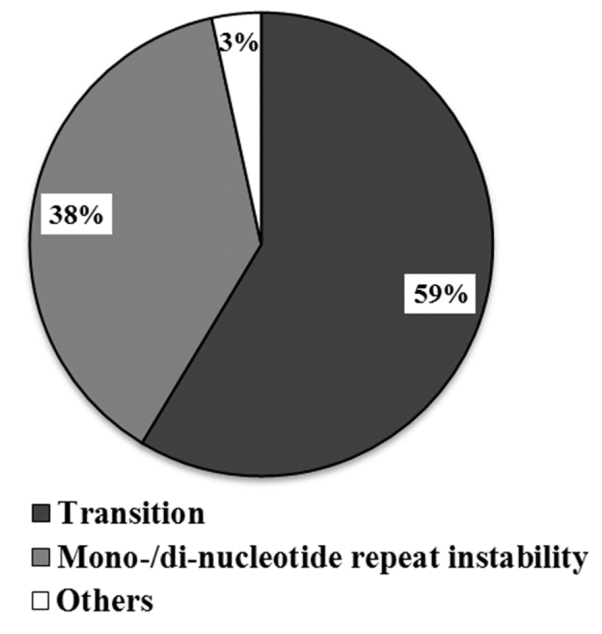 3%
38%
59%
Transition
Mono-/di-nucleotide repeat instability
Others